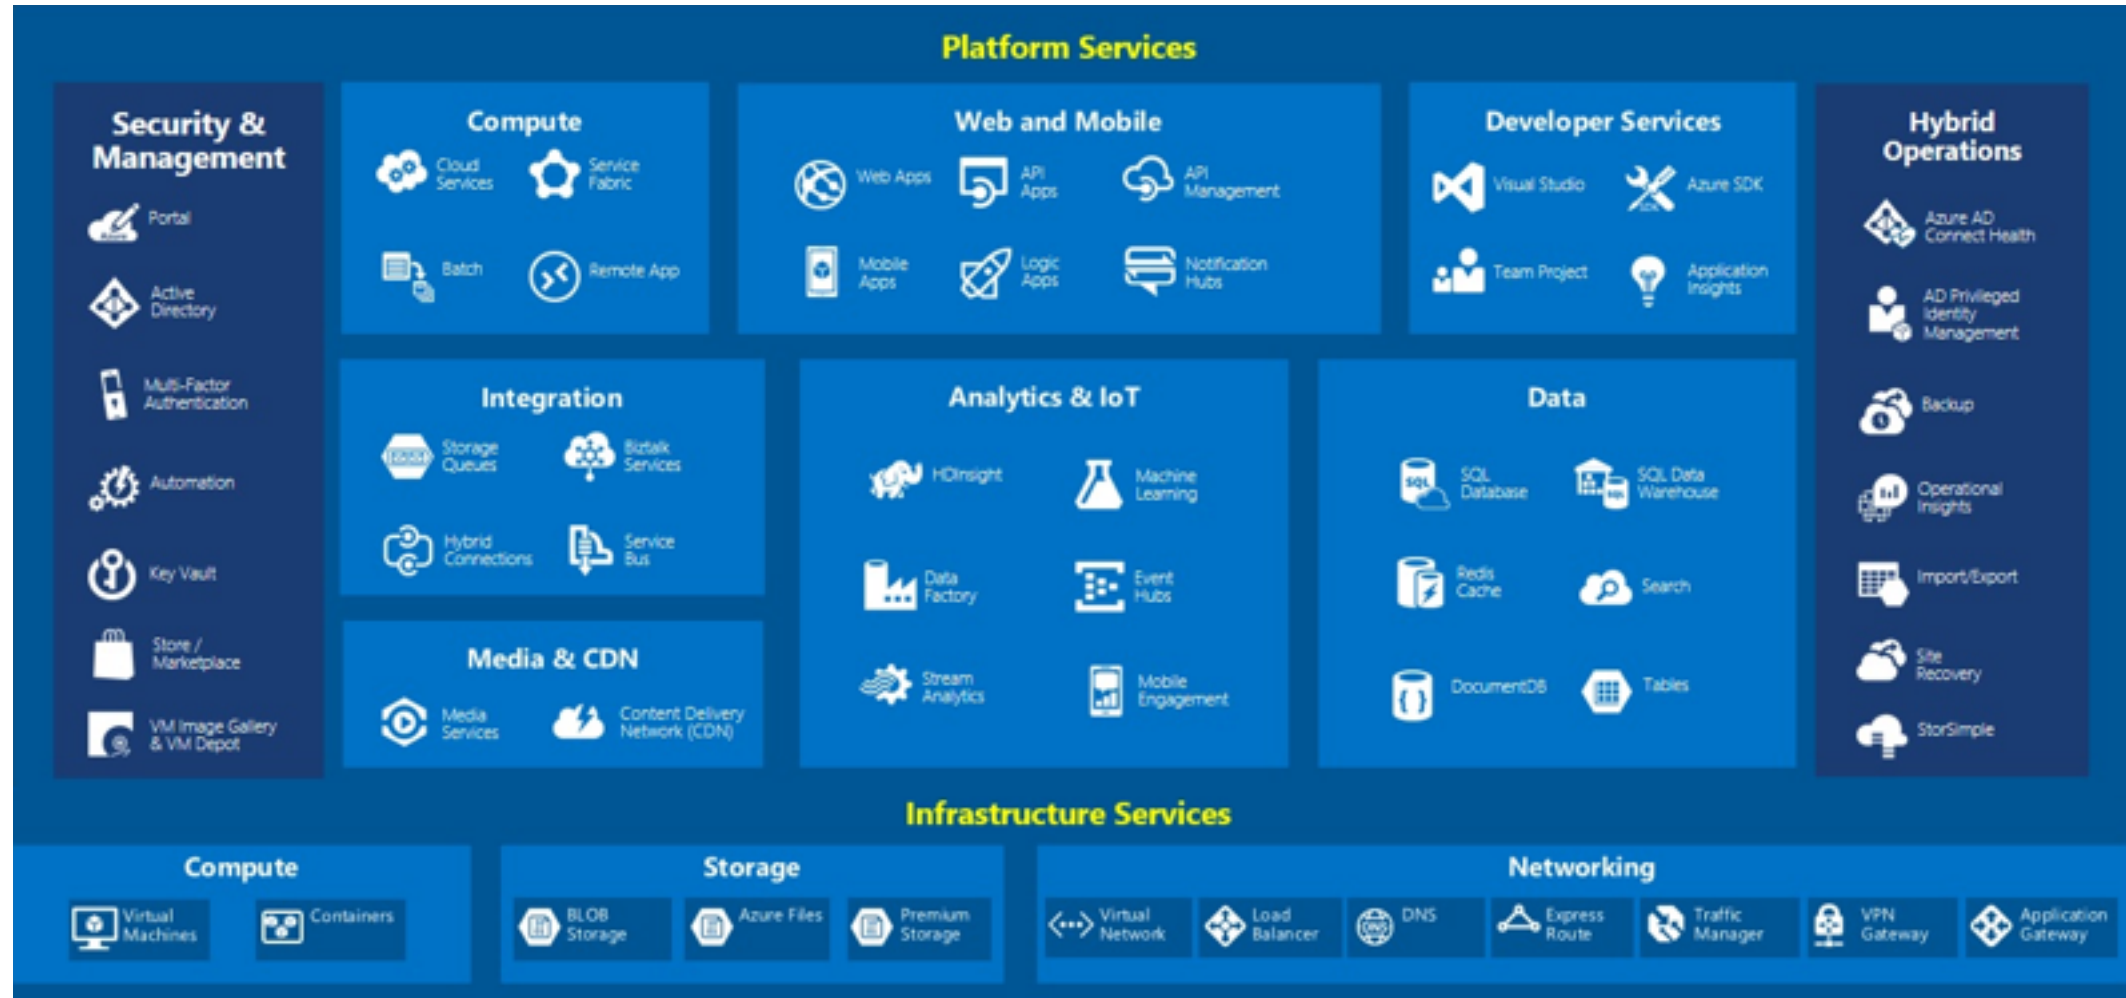 Platform Services
Security &
Management
Portal
Active
Directory
Multi-Factor
Authentication
Automation
Key Vault
Store /
Marketplace
VM Image Gallery
& VM Depot
Compute
Cloud
Services
Service
Fabric
Batch
Remote App
Web and Mobile
Web Apps
API
Apps
API
Management
Mobile
Apps
Logic
Apps
Notification
Hubs
Developer Services
Visual Studio
SDK
Azure SDK
Team Project
Application
Insights
Hybrid
Operations
Azure AD
Connect Health
AD Privileged
Identity
Management
Backup
Operational
Insights
Import/Export
Site
Recovery
StorSimple
Integration
Storage
Queues
Biztalk
Services
Hybrid
Connections
Service
Bus
Media & CDN
Media
Services
Content Delivery
Network (CDN)
Analytics & IoT
HDInsight
Machine
Learning
Data
Factory
Event
Hubs
Stream
Analytics
Mobile
Engagement
Data
SQL
SQL
Database
SQL
SQL Data
Warehouse
Redis
Cache
Search
{ }
DocumentDB
Tables
Infrastructure Services
Compute
Virtual
Machines
Containers
Storage
BLOB
Storage
Azure Files
Premium
Storage
Networking
Virtual
Network
Load
Balancer
DNS
DNS
Express
Route
Traffic
Manager
VPN
Gateway
Application
Gateway